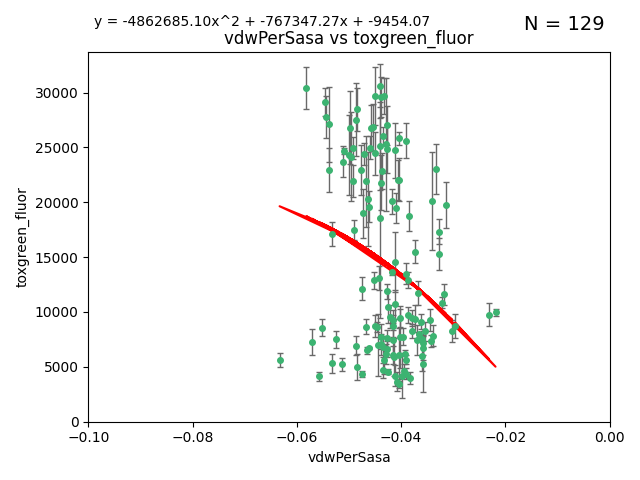 y = -4862685.10x^2 + -767347.27x + -9454.07
N = 129
vdwPerSasa vs toxgreen_fluor
toxgreen_fluor
30000
25000
20000
15000
10000
5000
0
−0.10
−0.08
−0.06
−0.04
−0.02
0.00
vdwPerSasa